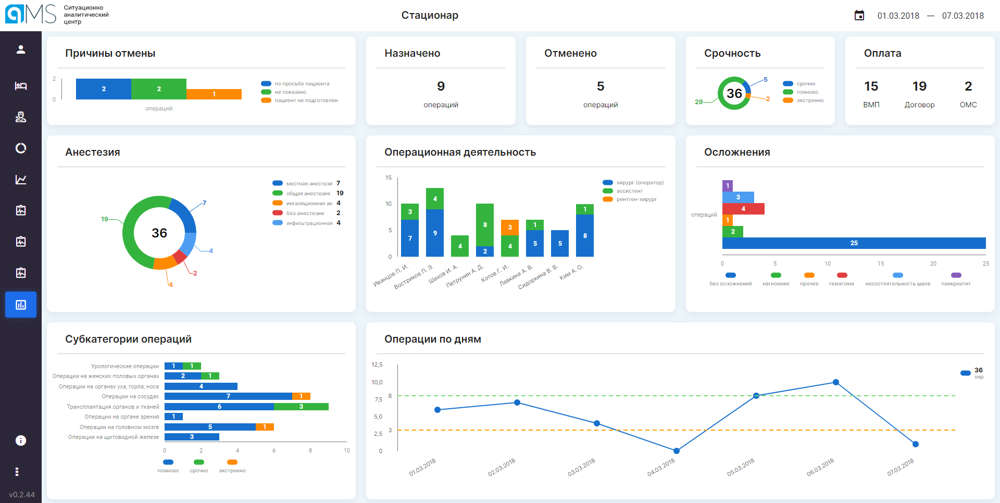 qMS
Ситуационно
аналитический
центр
Стационар
01.03.2018 — 07.03.2018
Причины отмены
2
0
2
2
1
операций
по просьбе пациента
не показано
пациент не подготовлен
Назначено
9
операций
Отменено
5
операций
Срочность
36
5
2
29
срочно
планово
экстренно
Оплата
15 19 2
ВМП Договор ОМС
Анестезия
36
7
19
4
2
4
местная анестези 7
общая анестезия 19
ингаляционная ан 4
без анестезии 2
инфильтрационная 4
Операционная деятельность
15
10
5
0
3
7
4
9
4
8
2
3
4
1
5
5
1
8
Иванцов П. И.
Востриков П. Э.
Шахов И. А.
Петрунин А. Д.
Котов Г. И.
Лавкина А. В.
Сидоркина В. В.
Ким А. О.
хирург (оператор)
ассистент
рентген-хирург
Осложнения
операций
1
3
4
1
2
25
0 5 10 15 20 25
без осложнений нагноение прочее гематома несостоятельность швов панкреатит
Субкатегории операций
Урологические операции 1 1
Операции на женских половых органах 2 1
Операции на органах уха, горла, носа 4
Операции на сосудах 7 1
Трансплантация органов и тканей 6 3
Операции на органе зрения 1
Операции на головном мозге 5 1
Операции на щитовидной железе 3
0 2 4 6 8 10
планово срочно экстренно
Операции по дням
12,5
10,0
7,5
5,0
2,5
0
8
3
01.03.2018
02.03.2018
03.03.2018
04.03.2018
05.03.2018
06.03.2018
07.03.2018
36
хир
v0.2.44